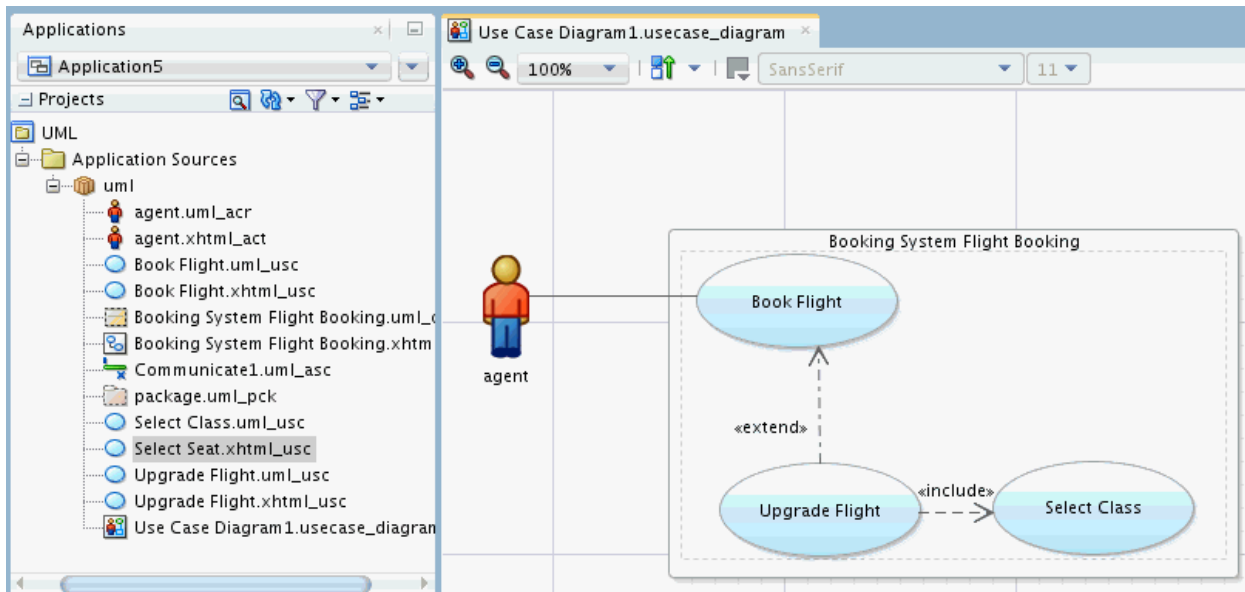 Applications
Application5
Projects
UML
Application Sources
uml
agent.uml_acr
agent.xhtml_act
Book Flight.uml_usc
Book Flight.xhtml_usc
Booking System Flight Booking.uml_
Booking System Flight Booking.xhtm
Communicate1.uml_asc
package.uml_pck
Select Class.uml_usc
Select Seat.xhtml_usc
Upgrade Flight.uml_usc
Upgrade Flight.xhtml_usc
Use Case Diagram1.usecase_diagran
Use Case Diagram1.usecase_diagram
100%
SansSerif
11
Booking System Flight Booking
Book Flight
agent
«extend»
«include»
Upgrade Flight
Select Class